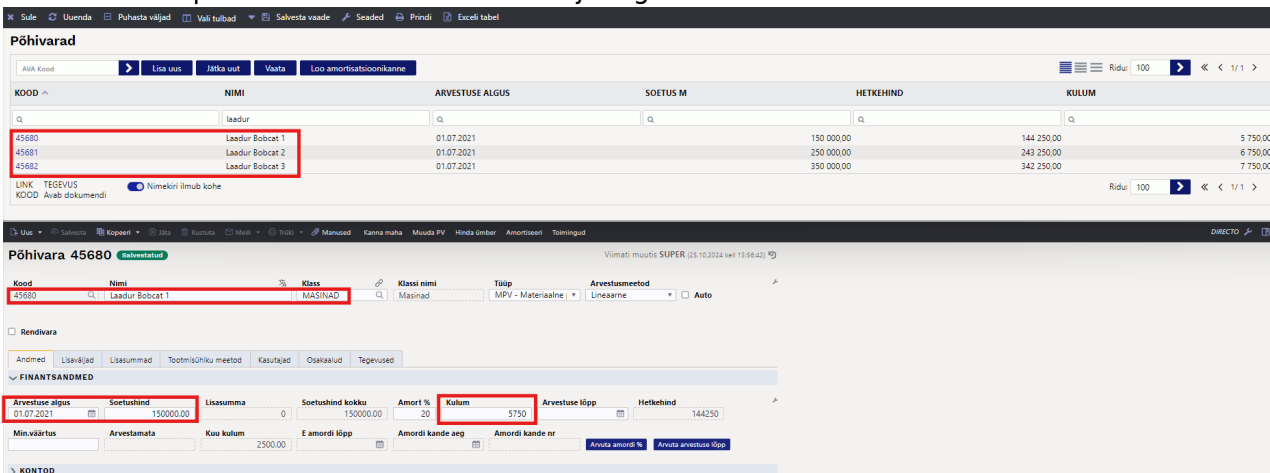 Sule Uuenda Puhasta väljad Vali tulbad Salvesta vaade Seaded Prindi Exceli tabel
Põhivarad
AVA Kood Lisa uus Jätka uut Vaata Loo amortisatsioonikanne Ridu: 100 1/ 1
KOOD NIMI ARVESTUSE ALGUS SOETUS M HETKEHIND KULUM
laadur
45680 Laadur Bobcat 1 01.07.2021 150 000,00 144 250,00 5 750,00
45681 Laadur Bobcat 2 01.07.2021 250 000,00 243 250,00 6 750,00
45682 Laadur Bobcat 3 01.07.2021 350 000,00 342 250,00 7 750,00
LINK TEGEVUS Nimekiri ilmub kohe Ridu: 100 1/ 1
KOOD Avab dokumendi
Uus Salvesta Kopeeri Jäta Kustuta Meili Trüki Manused Kanna maha Muuda PV Hinda ümber Amortiseeri Toimingud DIRECTO
Põhivara 45680 Salvestatud Viimati muutis SUPER (25.10.2024 kell 13:56:42)
Kood Nimi Klass Klassi nimi Tüüp Arvestusmeetod
45680 Laadur Bobcat 1 MASINAD Masinad MPV - Materiaalne Lineaarne Auto
Rendivara
Andmed Lisaväljad Lisasummad Tootmisühiku meetod Kasutajad Osakaalud Tegevused
FINANTSANDMED
Arvestuse algus Soetushind Lisasumma Soetushind kokku Amort % Kulum Arvestuse lõpp Hetkehind
01.07.2021 150000.00 0 150000.00 20 5750 144250
Min.väärtus Arvestamata Kuu kulum E amordi lõpp Amordi kande aeg Amordi kande nr
2500.00 Arvuta amordi % Arvuta arvestuse lõpp
KONTOD